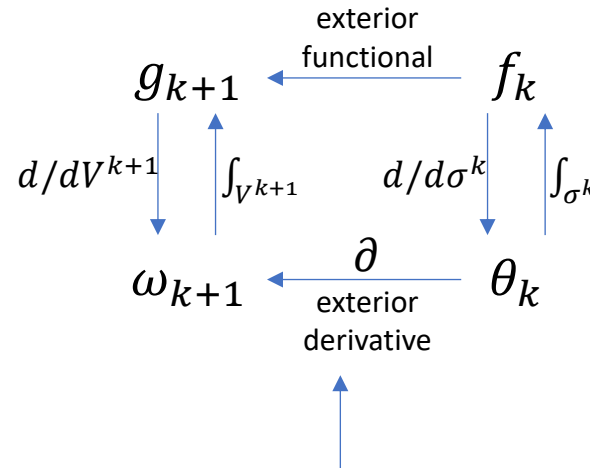 exterior
functional
g_{k+1} f_k
d/dV^{k+1} ∫_{V^{k+1}} d/dσ^k ∫_{σ^k}
∂
ω_{k+1} θ_k
exterior
derivative